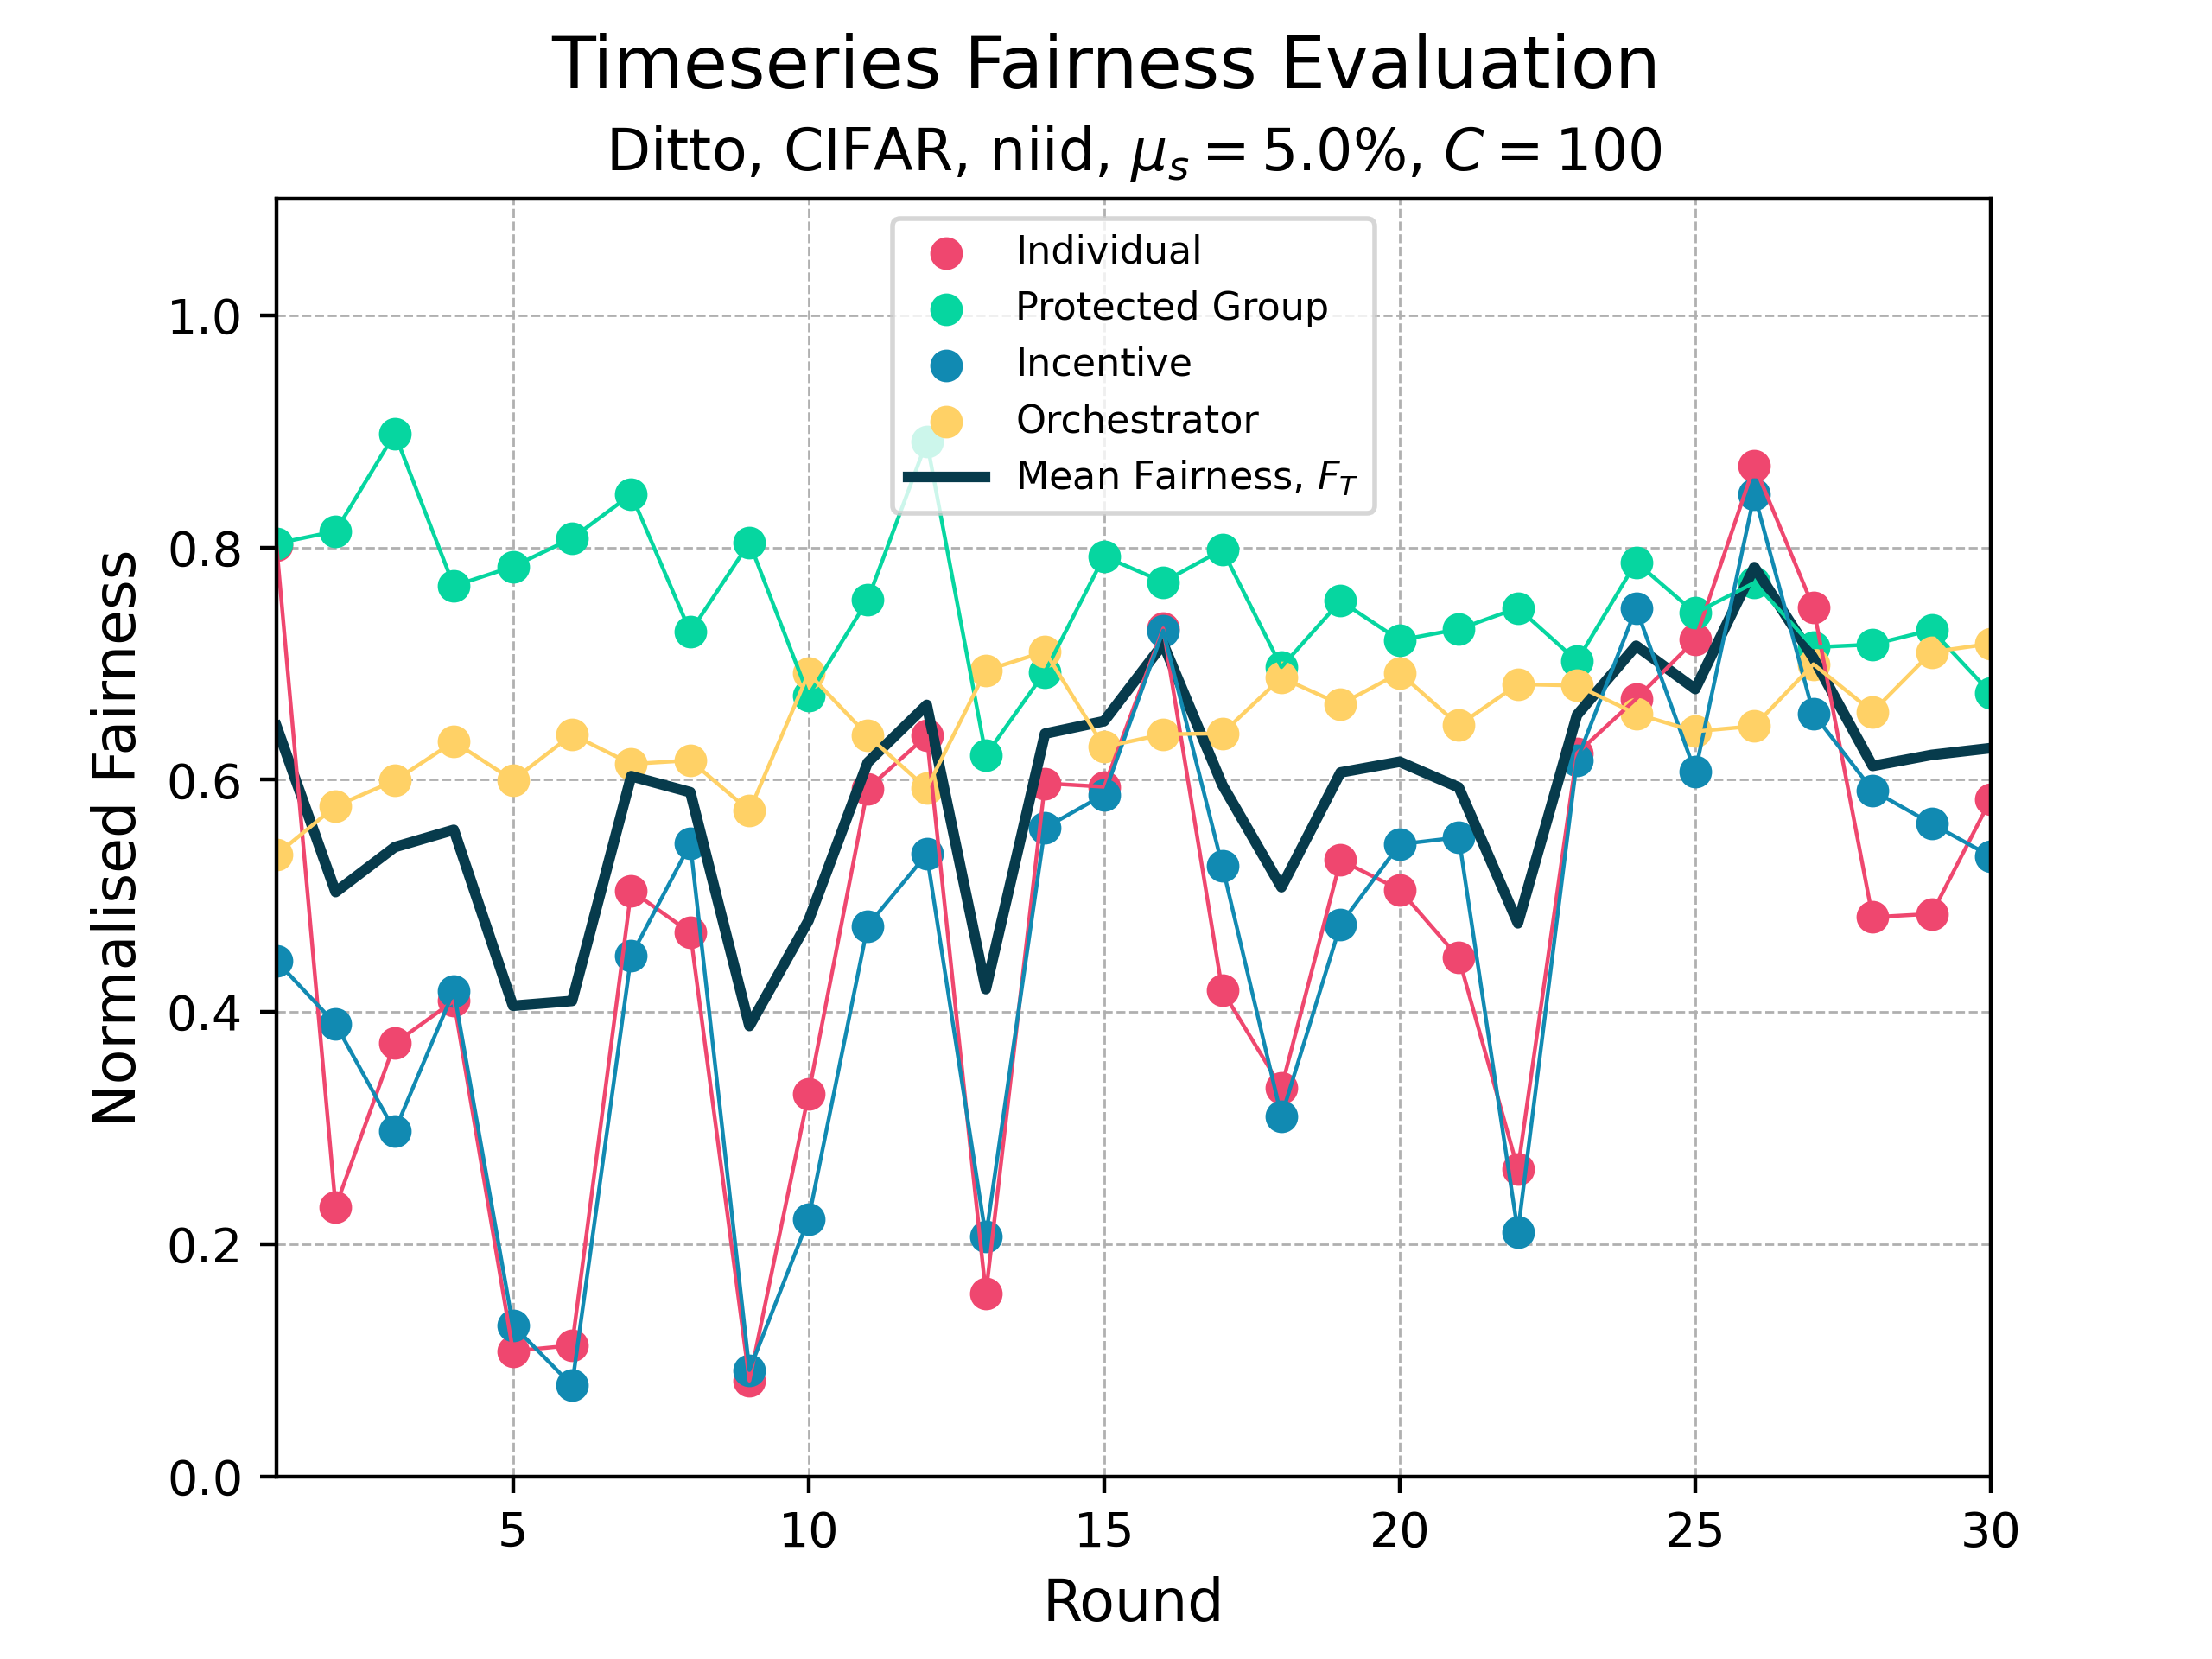 Timeseries Fairness Evaluation
Ditto, CIFAR, niid, $\mu_s = 5.0\%$, $C = 100$
Individual
Protected Group
Incentive
Orchestrator
Mean Fairness, $F_T$
Normalised Fairness
1.0
0.8
0.6
0.4
0.2
0.0
5 10 15 20 25 30
Round